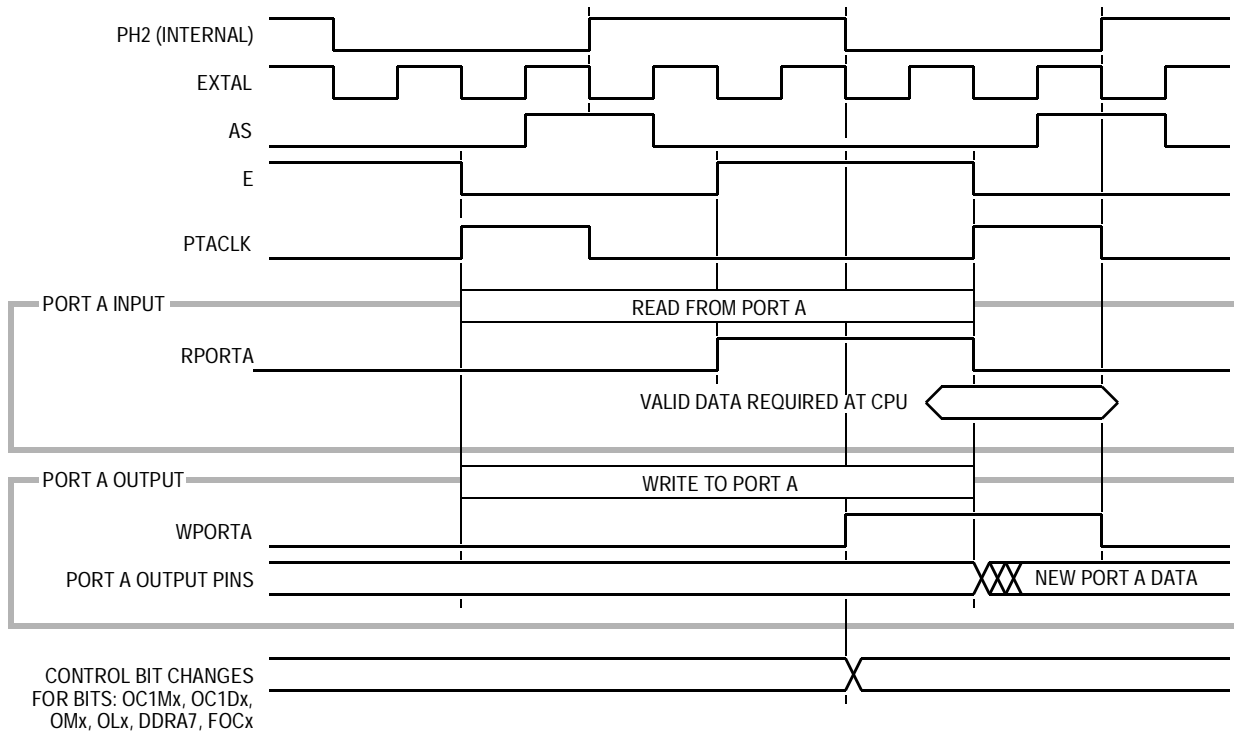 PH2 (INTERNAL)
EXTAL
AS
E
PTACLK
PORT A INPUT
READ FROM PORT A
RPORTA
VALID DATA REQUIRED AT CPU
PORT A OUTPUT
WRITE TO PORT A
WPORTA
PORT A OUTPUT PINS
NEW PORT A DATA
CONTROL BIT CHANGES
FOR BITS: OC1Mx, OC1Dx,
OMx, OLx, DDRA7, FOCx